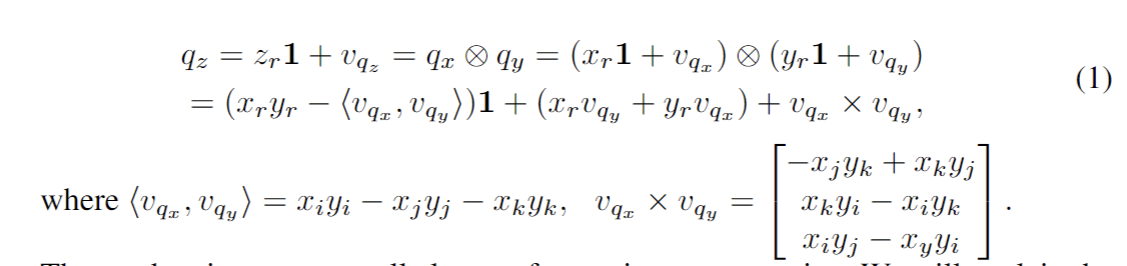 q_z = z_r 1 + v_{q_z} = q_x ⊗ q_y = (x_r 1 + v_{q_x}) ⊗ (y_r 1 + v_{q_y})
= (x_r y_r − ⟨v_{q_x}, v_{q_y}⟩) 1 + (x_r v_{q_y} + y_r v_{q_x}) + v_{q_x} × v_{q_y},
(1)
where ⟨v_{q_x}, v_{q_y}⟩ = x_i y_i − x_j y_j − x_k y_k, v_{q_x} × v_{q_y} = [−x_j y_k + x_k y_j
x_k y_i − x_i y_k
x_i y_j − x_y y_i] .